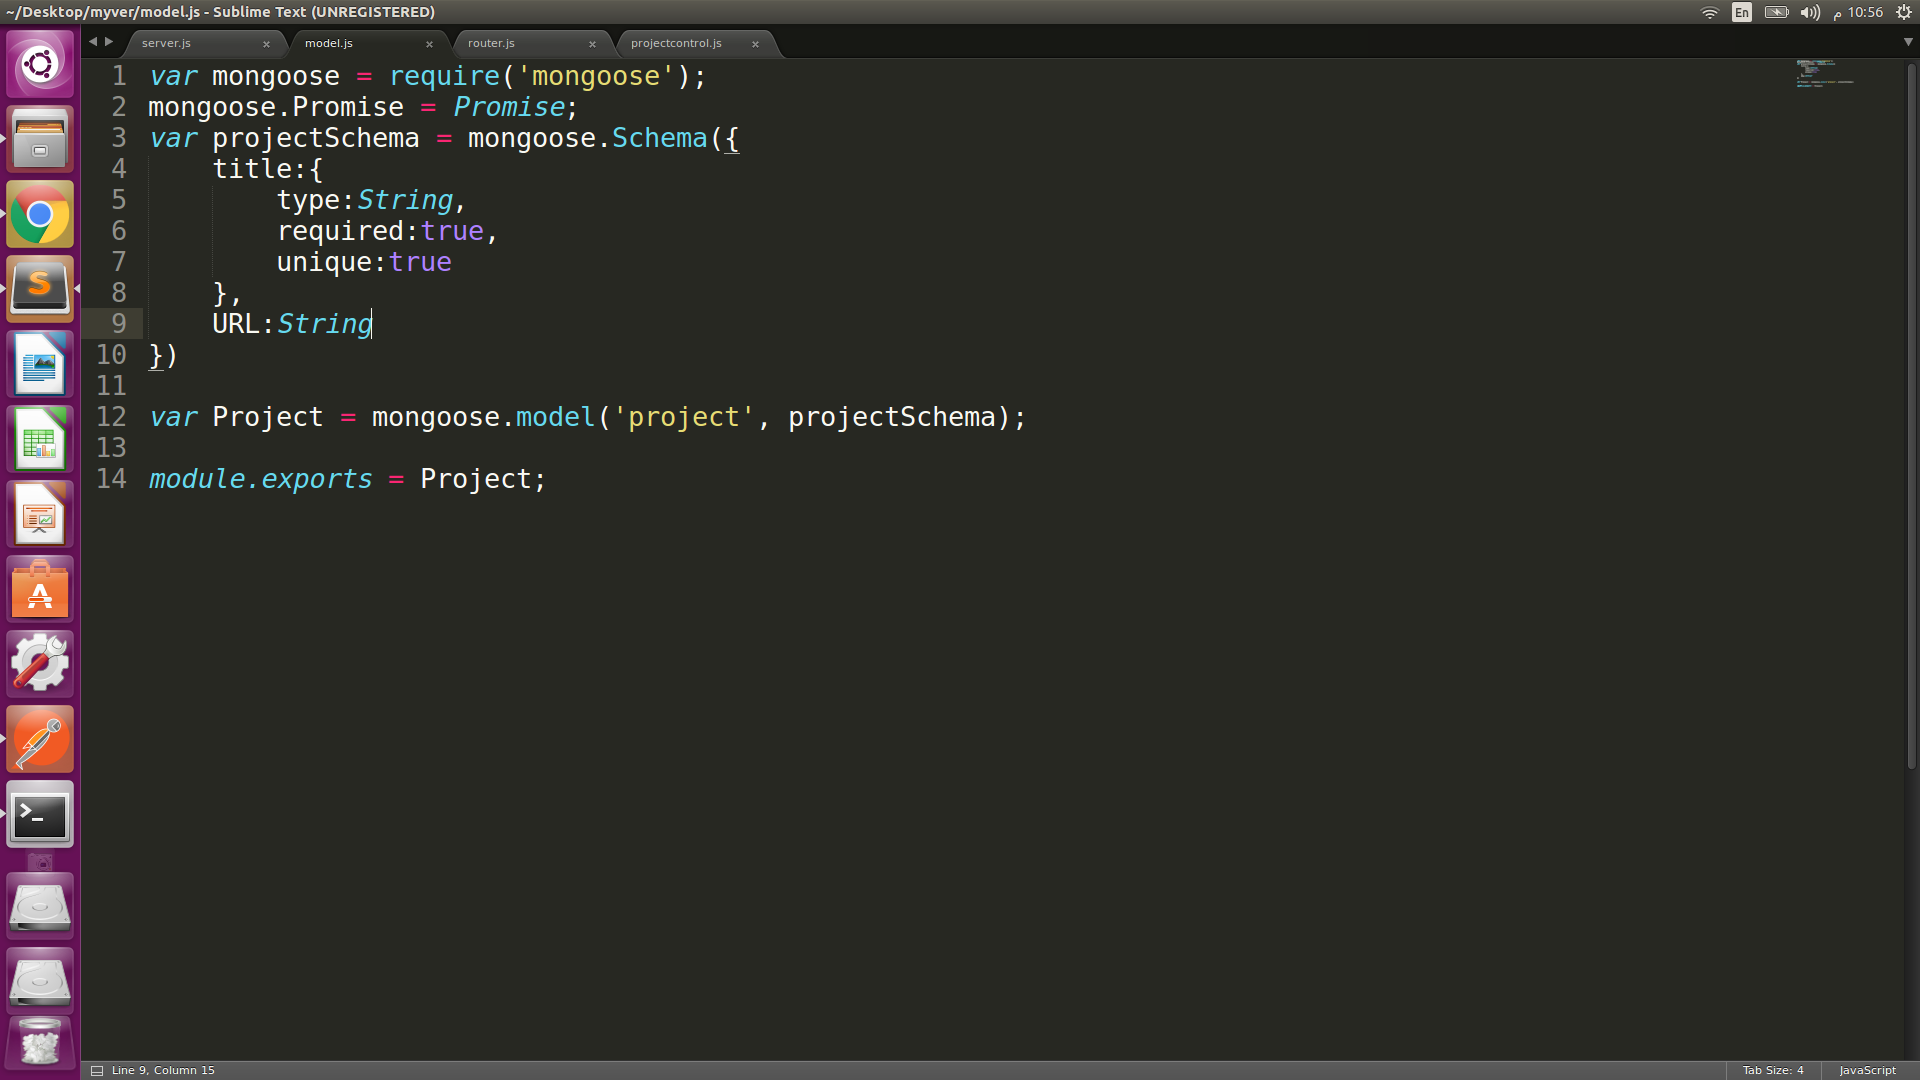 ~/Desktop/myver/model.js - Sublime Text (UNREGISTERED)
En
10:56 م
server.js × model.js × router.js × projectcontrol.js ×
1 var mongoose = require('mongoose');
2 mongoose.Promise = Promise;
3 var projectSchema = mongoose.Schema({
4     title:{
5         type:String,
6         required:true,
7         unique:true
8     },
9     URL:String
10 })
11
12 var Project = mongoose.model('project', projectSchema);
13
14 module.exports = Project;
Line 9, Column 15
Tab Size: 4
JavaScript